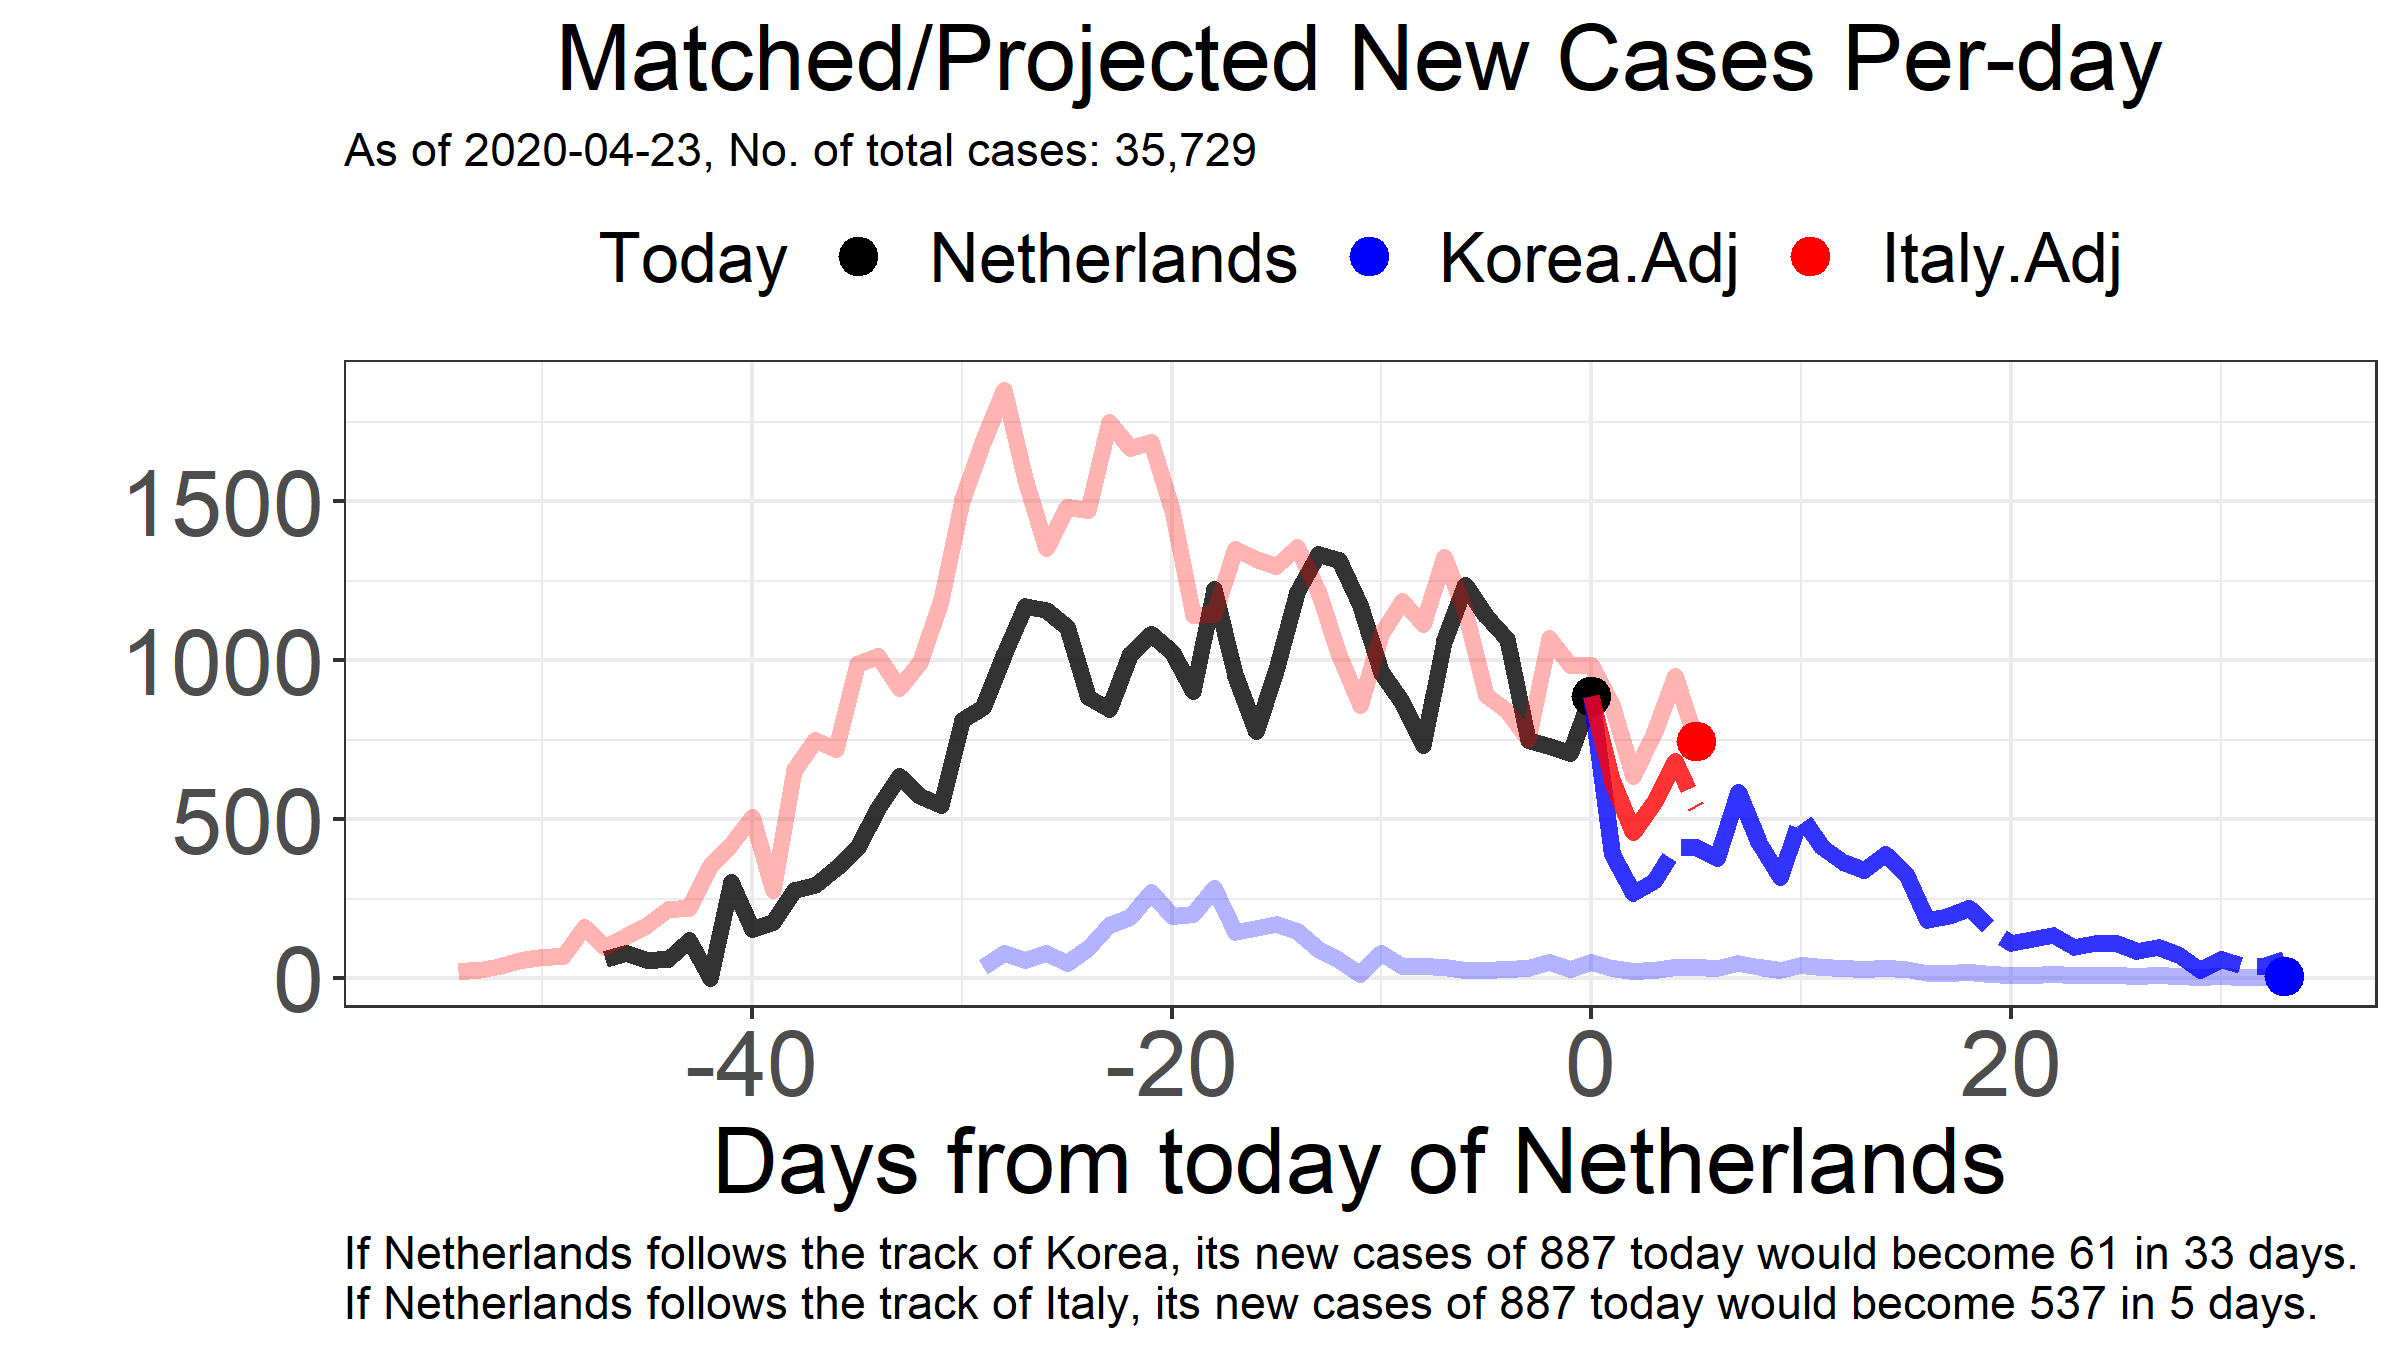 Matched/Projected New Cases Per-day
As of 2020-04-23, No. of total cases: 35,729
Today Netherlands Korea.Adj Italy.Adj
1500
1000
500
0
-40 -20 0 20
Days from today of Netherlands
If Netherlands follows the track of Korea, its new cases of 887 today would become 61 in 33 days.
If Netherlands follows the track of Italy, its new cases of 887 today would become 537 in 5 days.